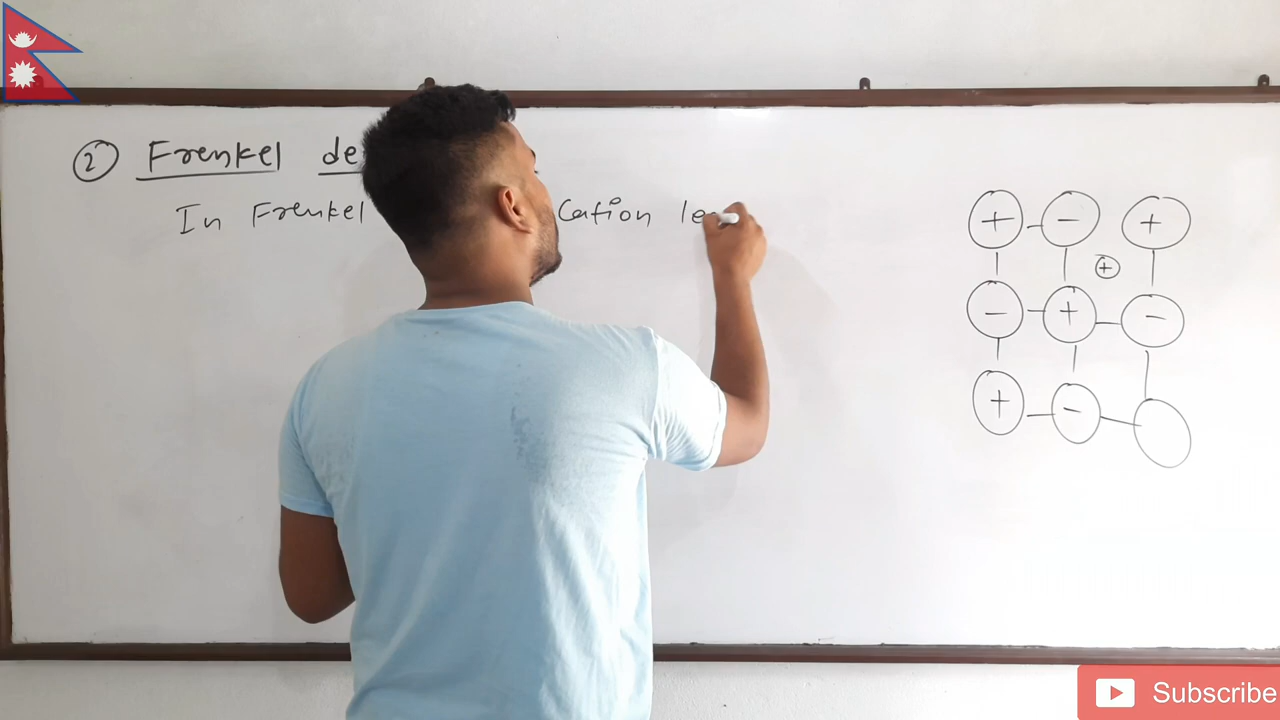 ② Frenkel de
In Frenkel Cation le
+ - +
+
- + -
+ -
Subscribe